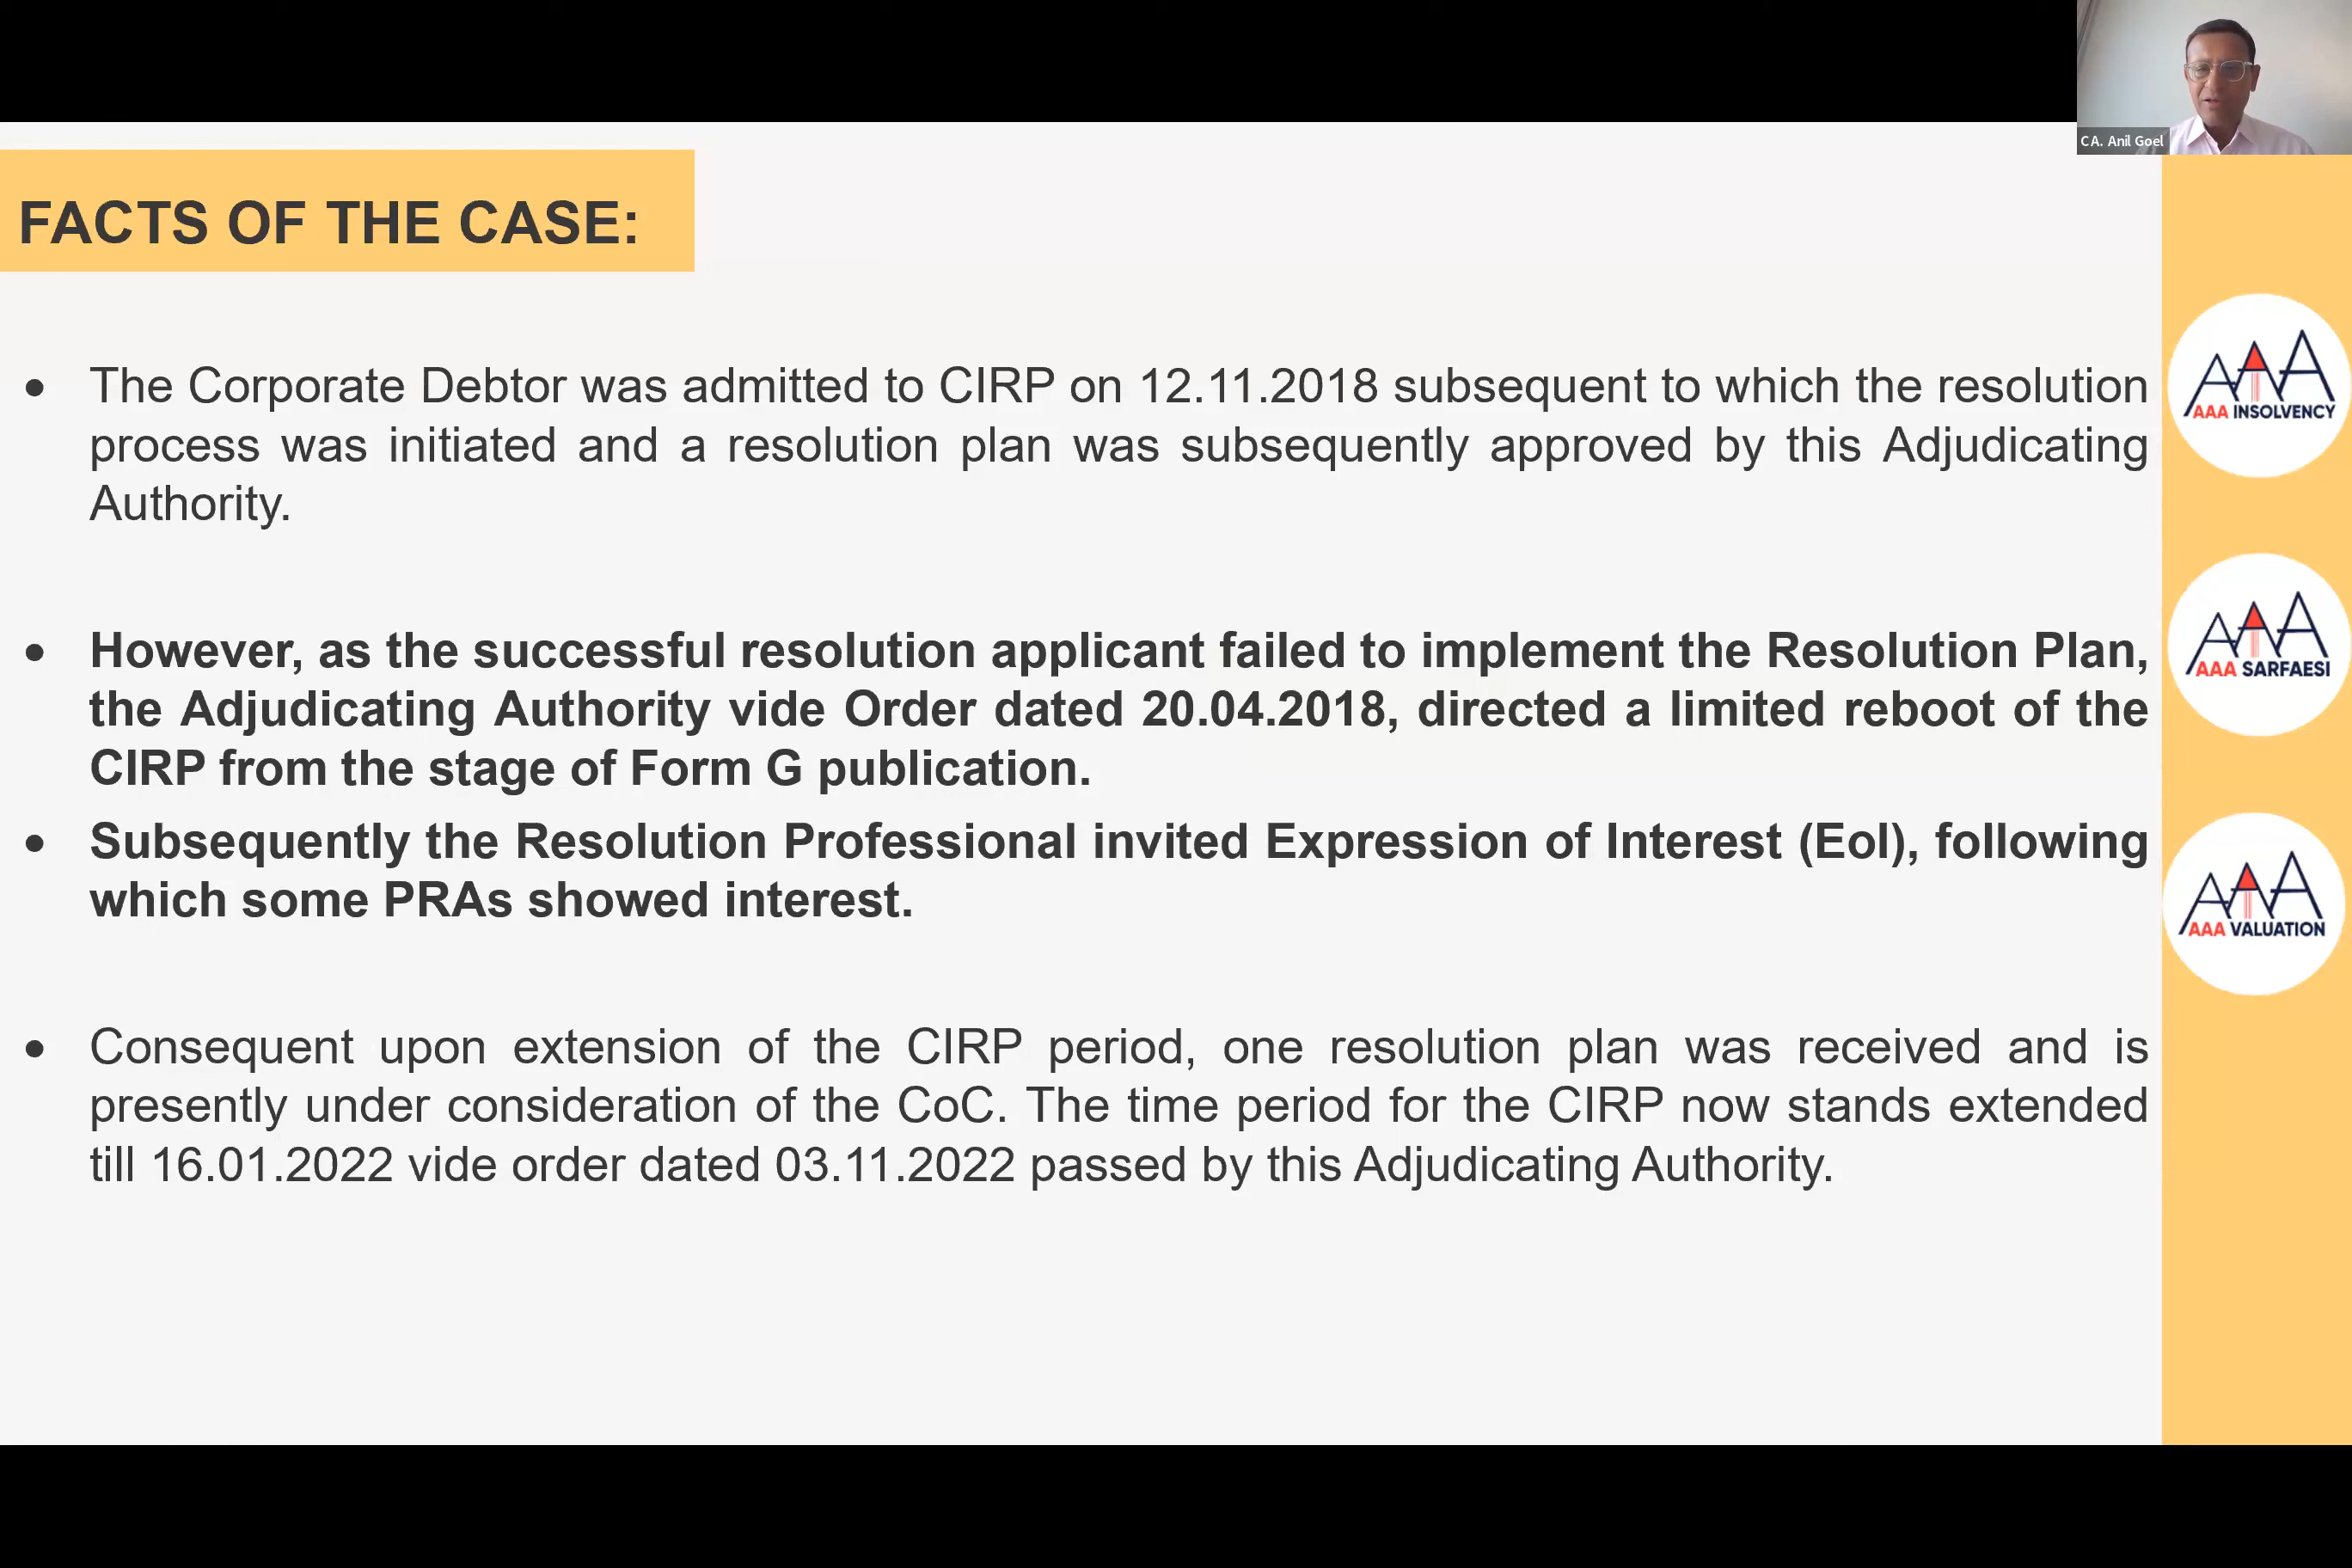 CA. Anil Goel
FACTS OF THE CASE:
• The Corporate Debtor was admitted to CIRP on 12.11.2018 subsequent to which the resolution
process was initiated and a resolution plan was subsequently approved by this Adjudicating
Authority.
• However, as the successful resolution applicant failed to implement the Resolution Plan,
the Adjudicating Authority vide Order dated 20.04.2018, directed a limited reboot of the
CIRP from the stage of Form G publication.
• Subsequently the Resolution Professional invited Expression of Interest (EoI), following
which some PRAs showed interest.
• Consequent upon extension of the CIRP period, one resolution plan was received and is
presently under consideration of the CoC. The time period for the CIRP now stands extended
till 16.01.2022 vide order dated 03.11.2022 passed by this Adjudicating Authority.
AAA
AAA INSOLVENCY
AAA
AAA SARFAESI
AAA
AAA VALUATION